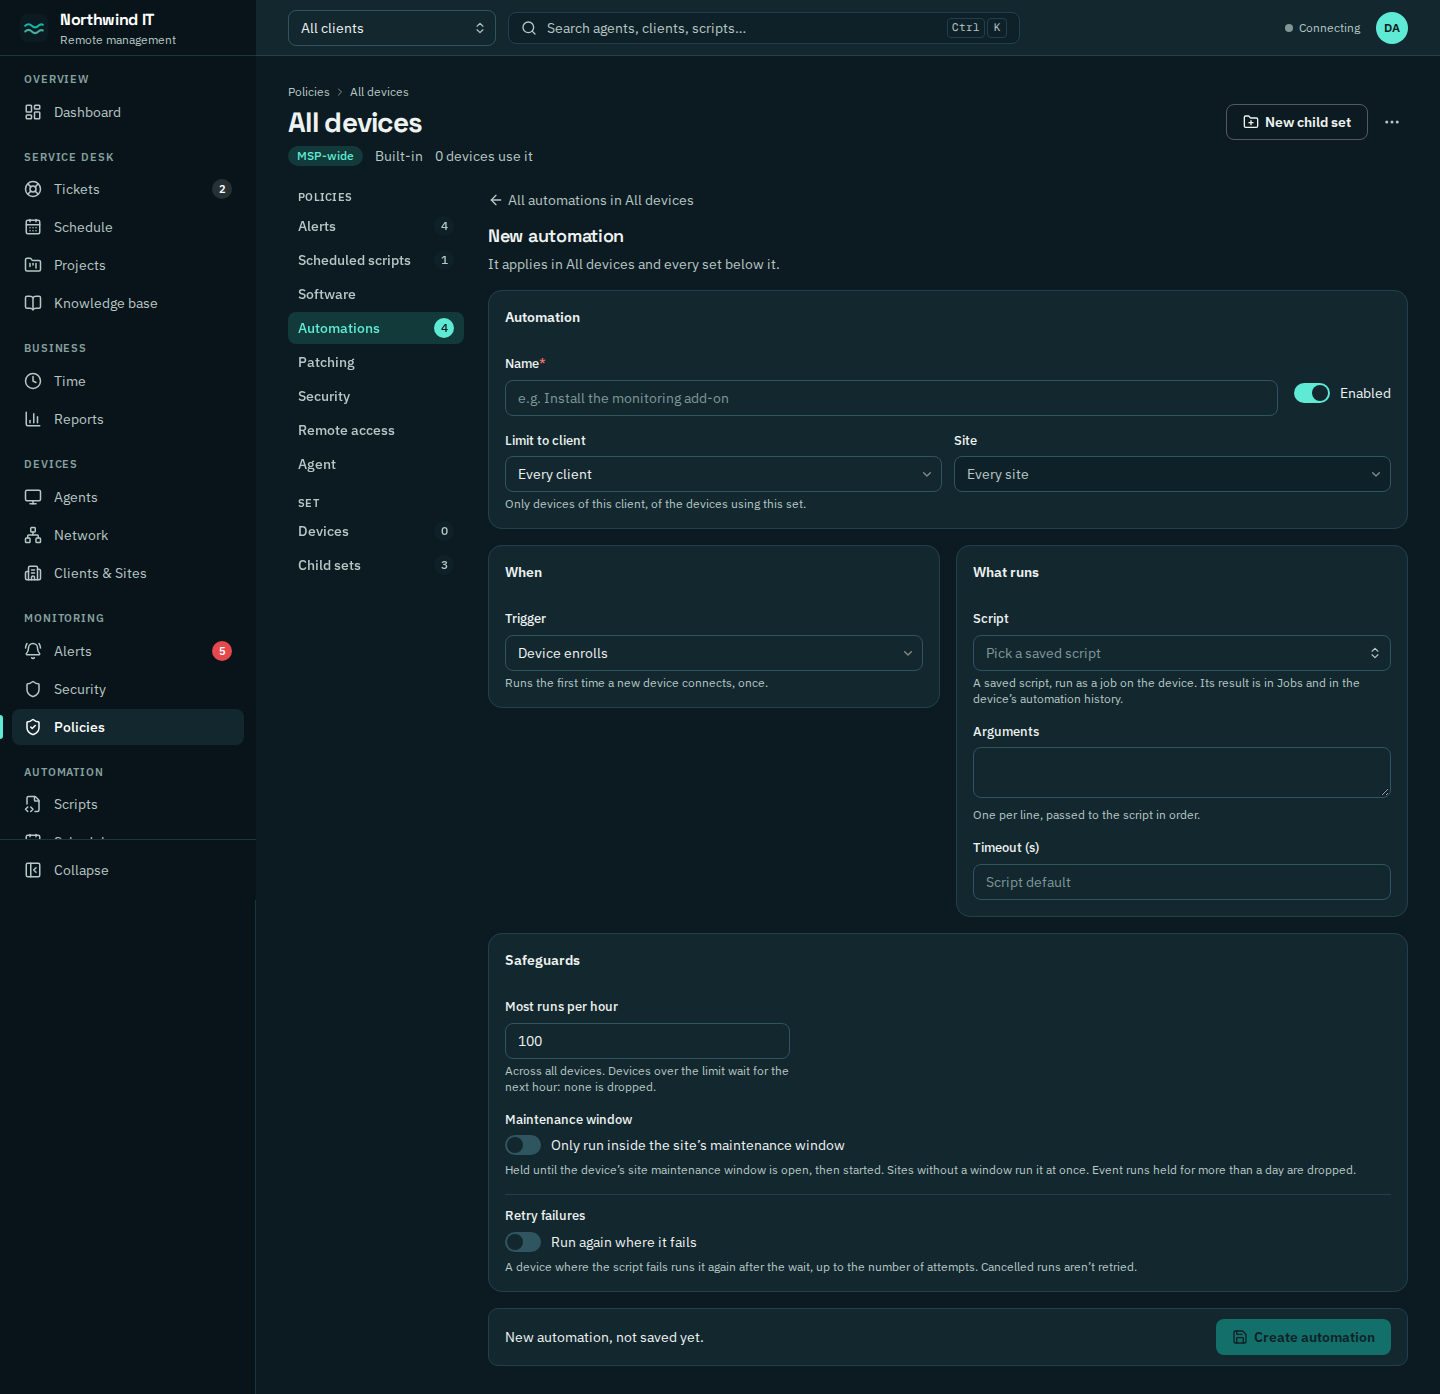 Northwind IT
Remote management
All clients
Search agents, clients, scripts...
Ctrl K
Connecting
DA
OVERVIEW
Dashboard
SERVICE DESK
Tickets 2
Schedule
Projects
Knowledge base
BUSINESS
Time
Reports
DEVICES
Agents
Network
Clients & Sites
MONITORING
Alerts 5
Security
Policies
AUTOMATION
Scripts
Collapse
Policies > All devices
All devices
New child set
MSP-wide Built-in 0 devices use it
POLICIES
Alerts 4
Scheduled scripts 1
Software
Automations 4
Patching
Security
Remote access
Agent
SET
Devices 0
Child sets 3
All automations in All devices
New automation
It applies in All devices and every set below it.
Automation
Name*
e.g. Install the monitoring add-on
Enabled
Limit to client
Site
Every client
Every site
Only devices of this client, of the devices using this set.
When
Trigger
Device enrolls
Runs the first time a new device connects, once.
What runs
Script
Pick a saved script
A saved script, run as a job on the device. Its result is in Jobs and in the
device's automation history.
Arguments
One per line, passed to the script in order.
Timeout (s)
Script default
Safeguards
Most runs per hour
100
Across all devices. Devices over the limit wait for the
next hour: none is dropped.
Maintenance window
Only run inside the site's maintenance window
Held until the device's site maintenance window is open, then started. Sites without a window run it at once. Event runs held for more than a day are dropped.
Retry failures
Run again where it fails
A device where the script fails runs it again after the wait, up to the number of attempts. Cancelled runs aren't retried.
New automation, not saved yet.
Create automation